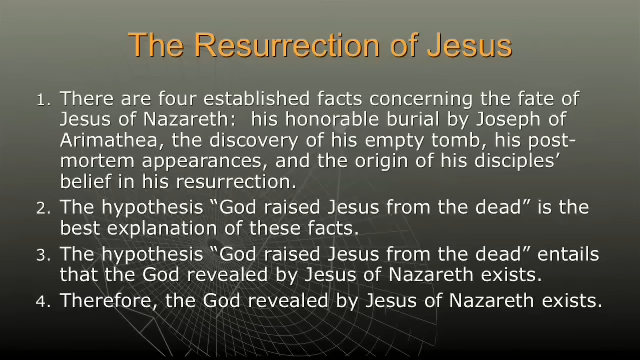 The Resurrection of Jesus
1. There are four established facts concerning the fate of
Jesus of Nazareth:  his honorable burial by Joseph of
Arimathea, the discovery of his empty tomb, his post-
mortem appearances, and the origin of his disciples’
belief in his resurrection.
2. The hypothesis “God raised Jesus from the dead” is the
best explanation of these facts.
3. The hypothesis “God raised Jesus from the dead” entails
that the God revealed by Jesus of Nazareth exists.
4. Therefore, the God revealed by Jesus of Nazareth exists.